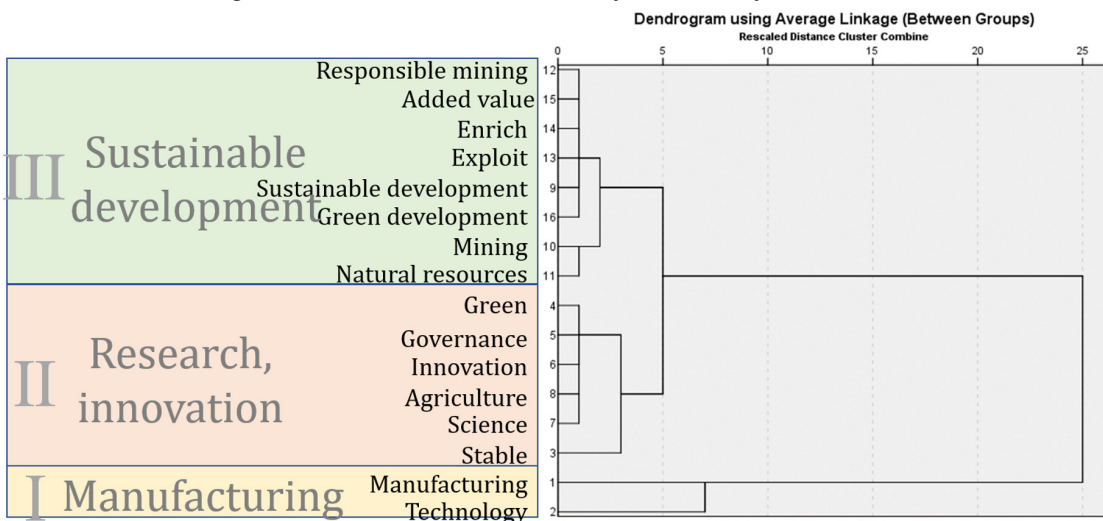 Dendrogram using Average Linkage (Between Groups)
Rescaled Distance Cluster Combine
0 5 10 15 20 25
III Sustainable development
Responsible mining 12
Added value 15
Enrich 14
Exploit 13
Sustainable development 9
Green development 16
Mining 10
Natural resources 11
II Research, innovation
Green 4
Governance 5
Innovation 6
Agriculture 8
Science 7
Stable 3
I Manufacturing
Manufacturing 1
Technology 2